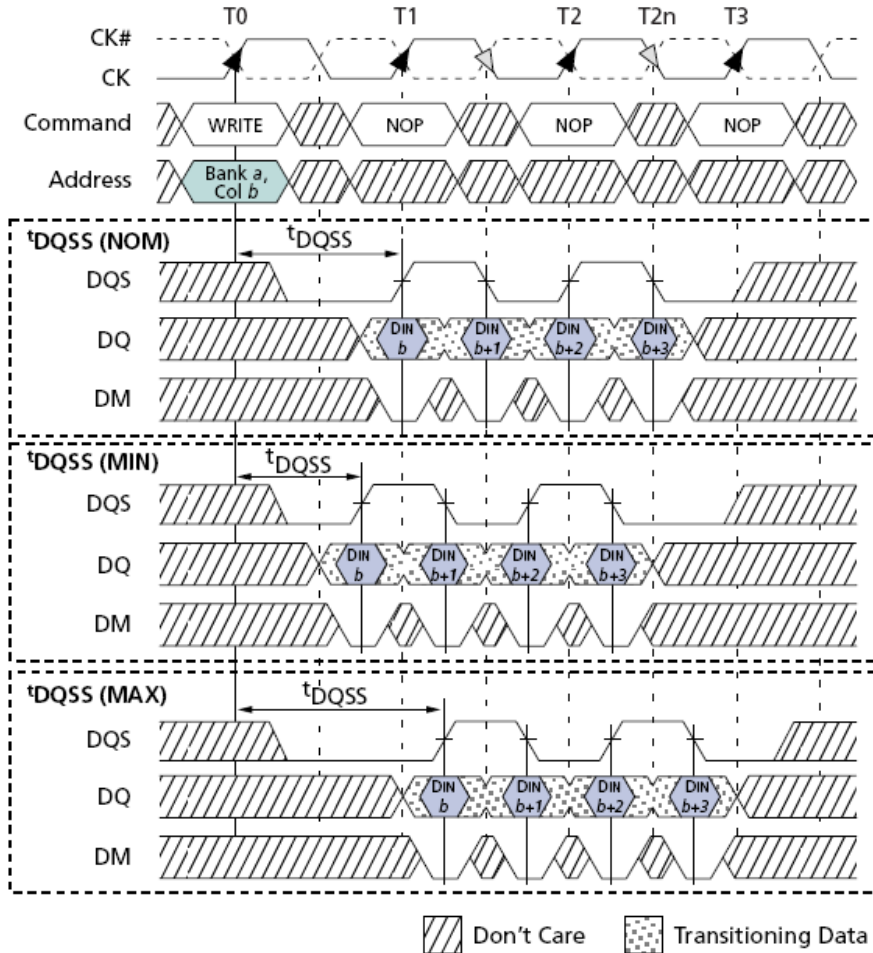 T0 T1 T2 T2n T3
CK#
CK
Command WRITE NOP NOP NOP
Address Bank a,
Col b
tDQSS (NOM) tDQSS
DQS
DQ DIN DIN DIN DIN
b b+1 b+2 b+3
DM
tDQSS (MIN) tDQSS
DQS
DQ DIN DIN DIN DIN
b b+1 b+2 b+3
DM
tDQSS (MAX) tDQSS
DQS
DQ DIN DIN DIN DIN
b b+1 b+2 b+3
DM
Don't Care Transitioning Data